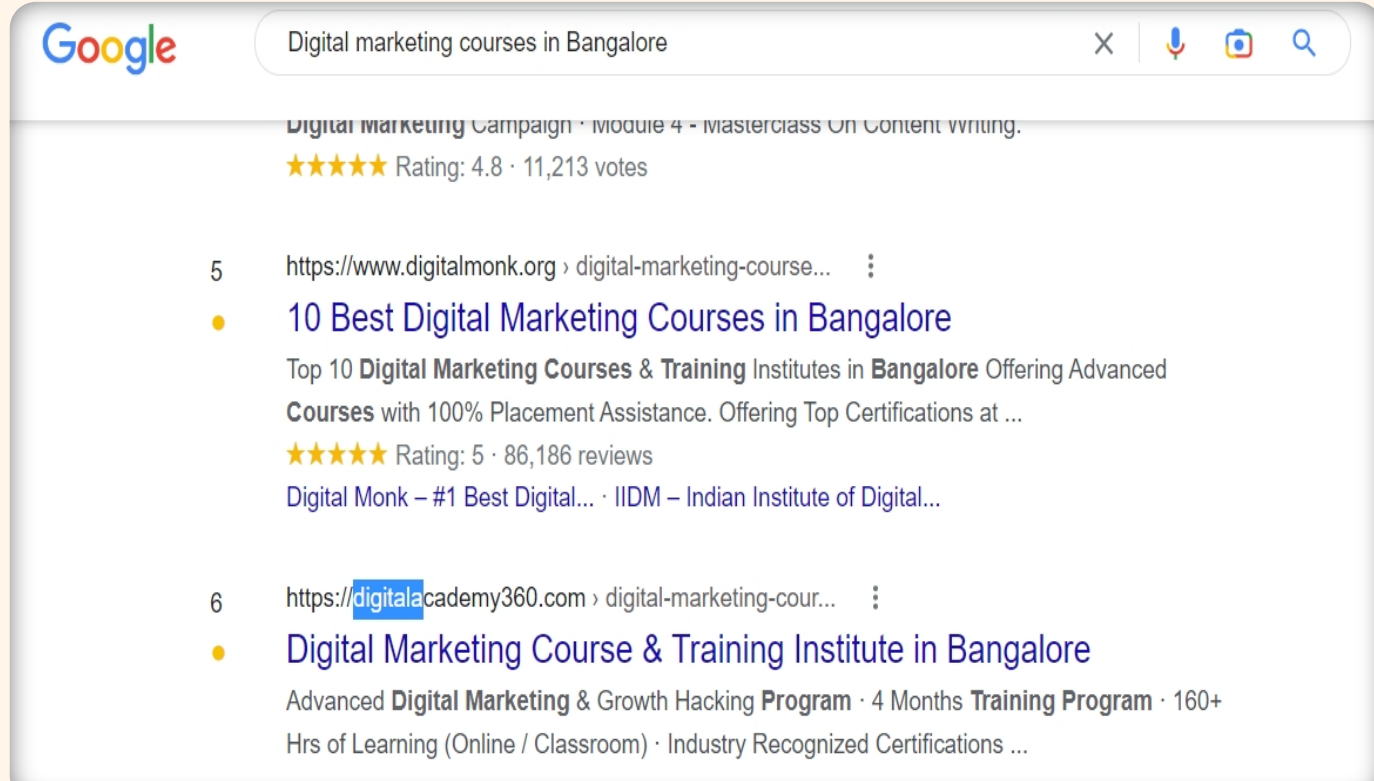 Google
Digital marketing courses in Bangalore
Digital Marketing Campaign · Module 4 - Masterclass On Content Writing.
★★★★★ Rating: 4.8 · 11,213 votes
5
https://www.digitalmonk.org › digital-marketing-course...
10 Best Digital Marketing Courses in Bangalore
Top 10 Digital Marketing Courses & Training Institutes in Bangalore Offering Advanced
Courses with 100% Placement Assistance. Offering Top Certifications at ...
★★★★★ Rating: 5 · 86,186 reviews
Digital Monk – #1 Best Digital... · IIDM – Indian Institute of Digital...
6
https://digitalacademy360.com › digital-marketing-cour...
Digital Marketing Course & Training Institute in Bangalore
Advanced Digital Marketing & Growth Hacking Program · 4 Months Training Program · 160+
Hrs of Learning (Online / Classroom) · Industry Recognized Certifications ...